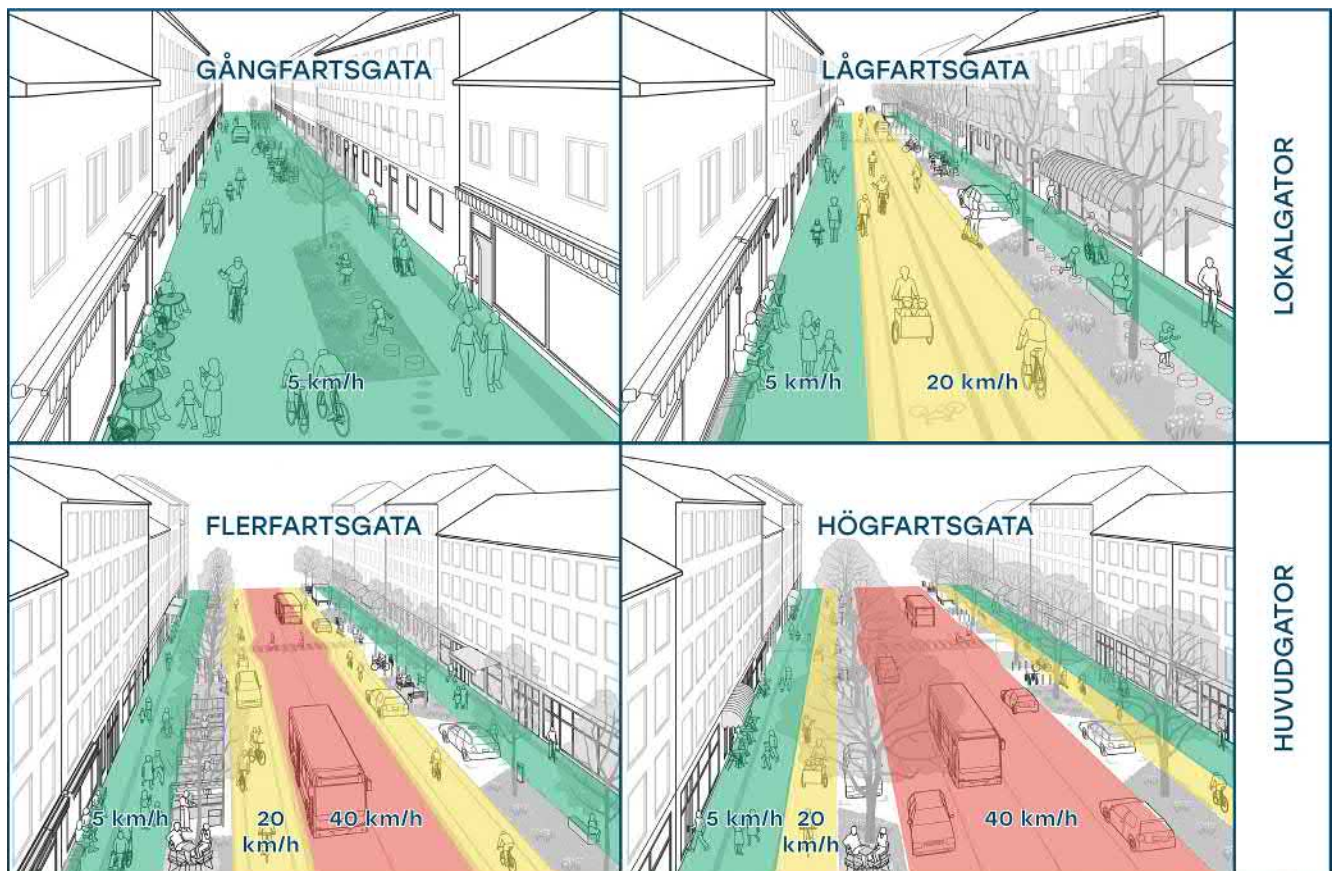 GÅNGFARTSGATA
5 km/h
LÅGFARTSGATA
5 km/h
20 km/h
LOKALGATOR
FLERFARTSGATA
5 km/h
20
km/h
40 km/h
HÖGFARTSGATA
5 km/h
20
km/h
40 km/h
HUVUDGATOR